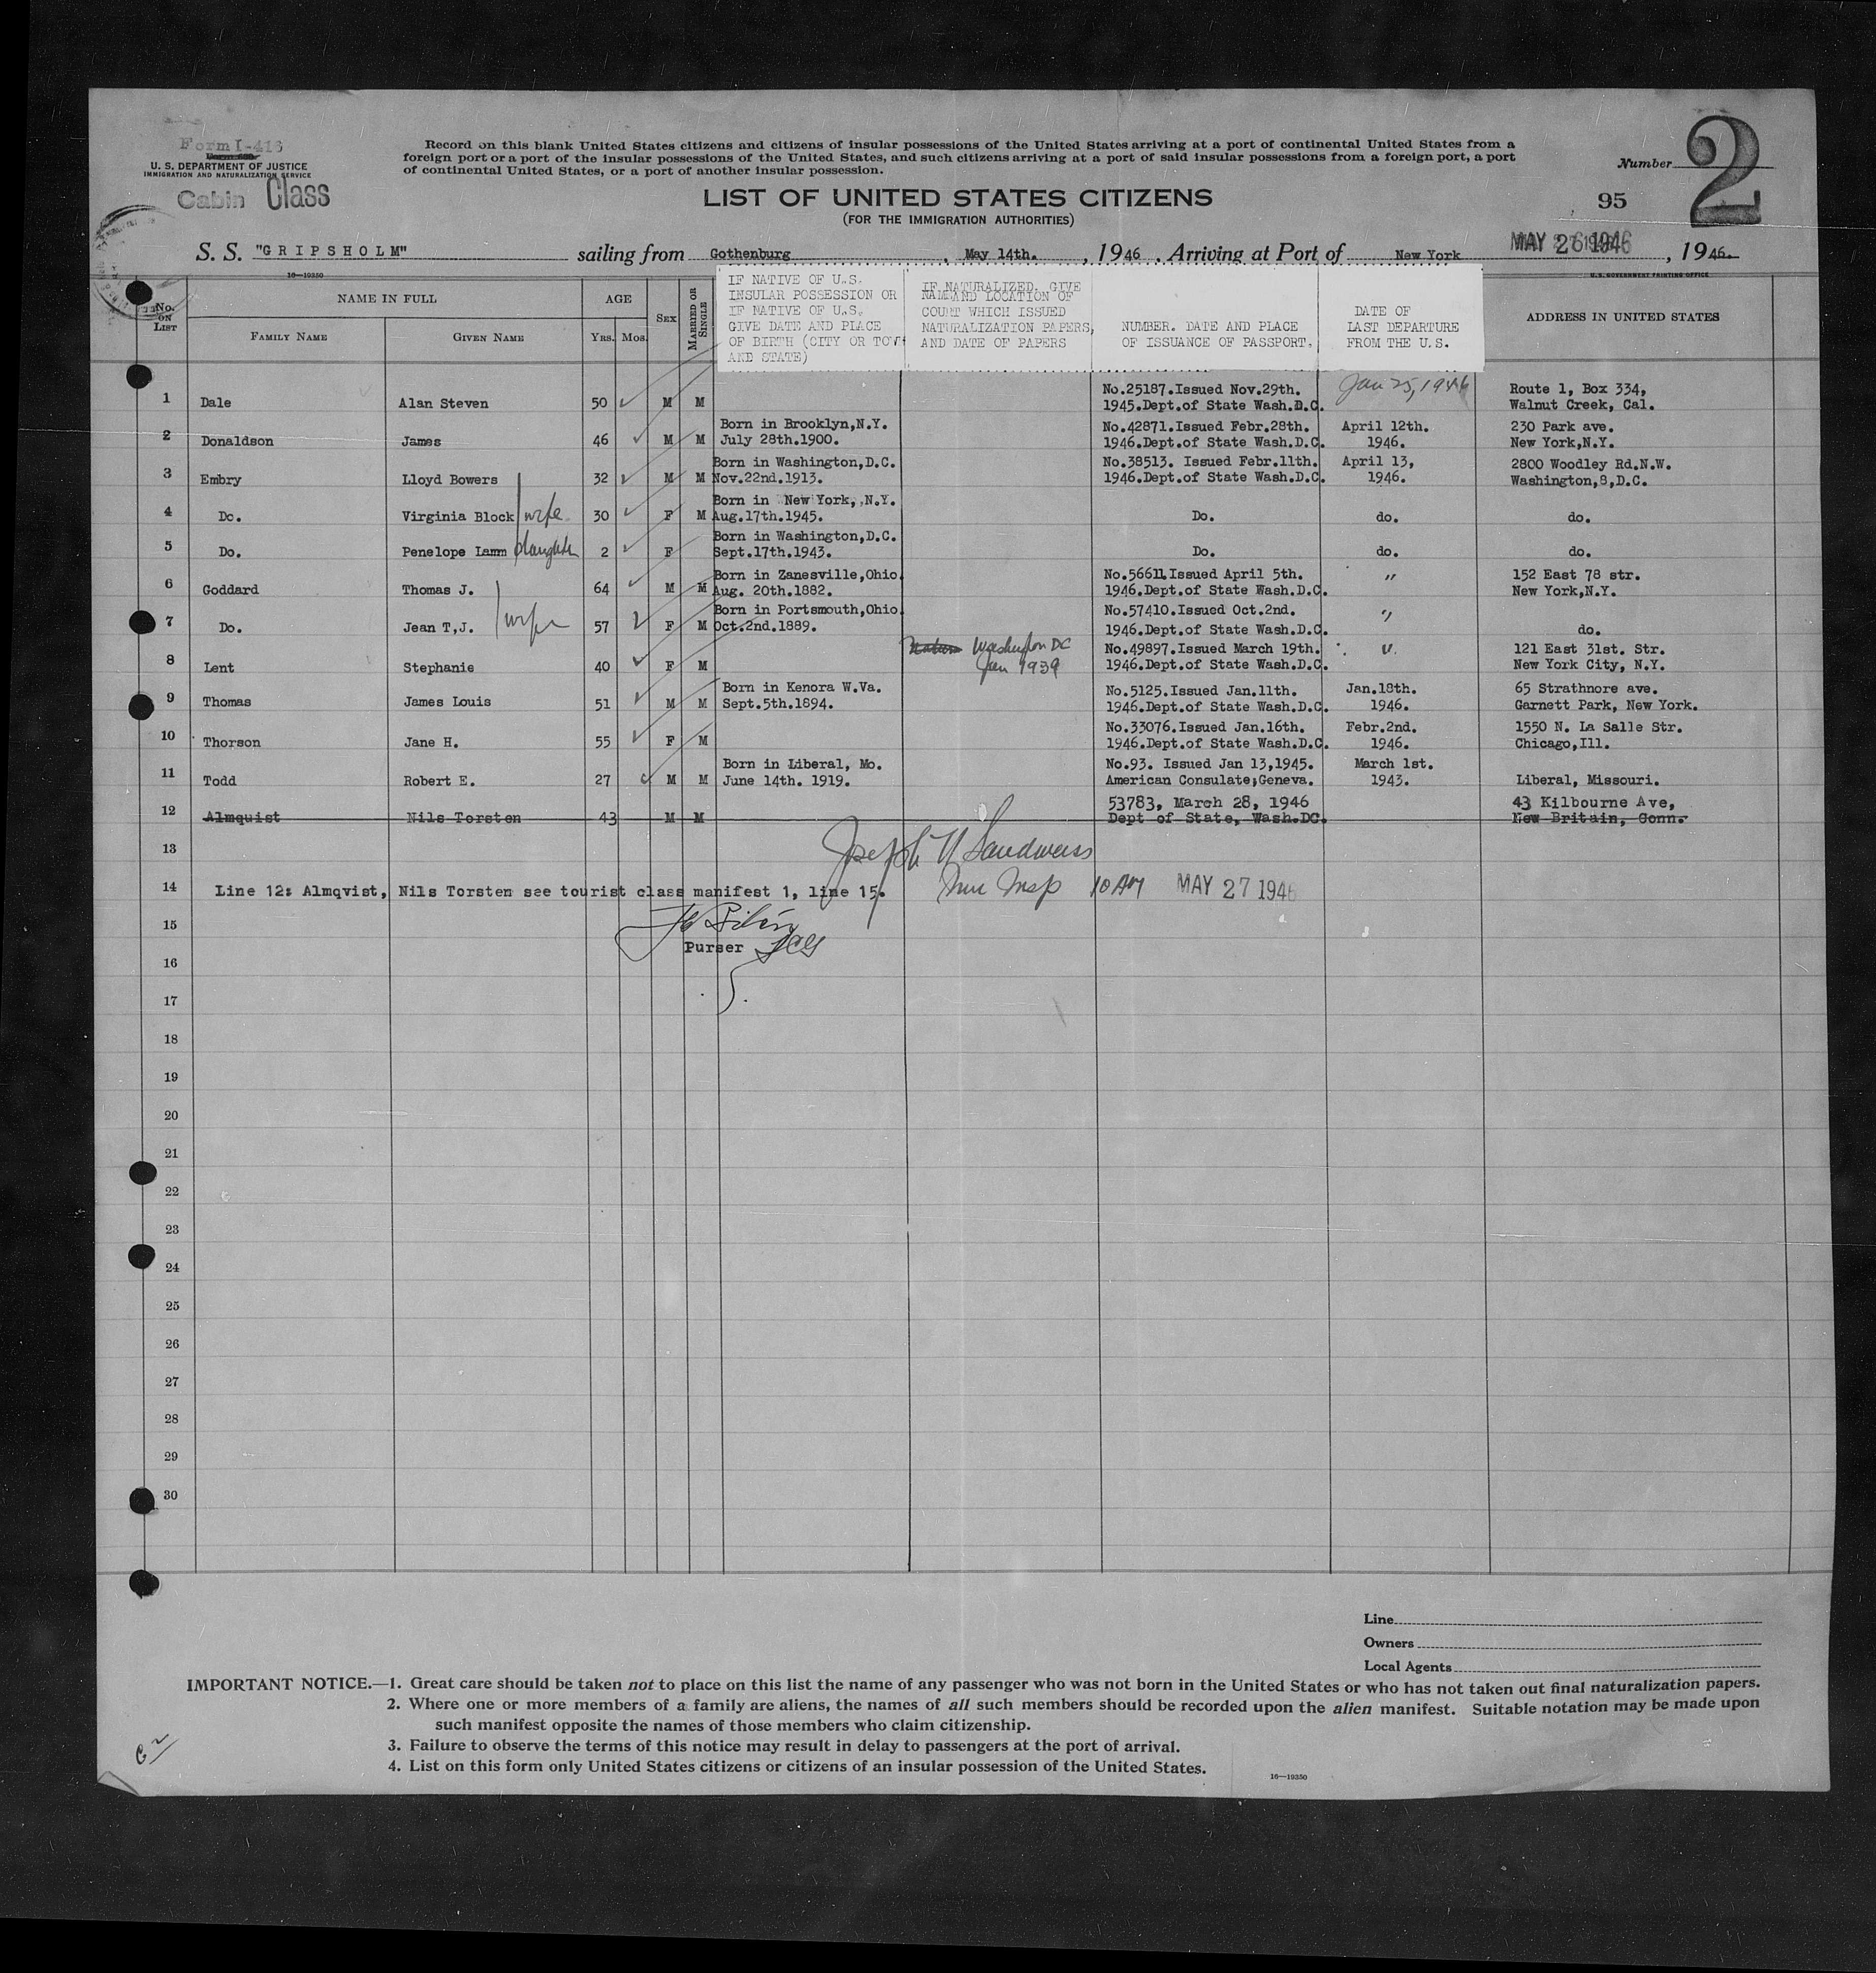 Form I-416
U. S. DEPARTMENT OF JUSTICE
IMMIGRATION AND NATURALIZATION SERVICE
Cabin Class
Record on this blank United States citizens and citizens of insular possessions of the United States arriving at a port of continental United States from a
foreign port or a port of the insular possessions of the United States, and such citizens arriving at a port of said insular possessions from a foreign port, a port
of continental United States, or a port of another insular possession.
Number 2
95
LIST OF UNITED STATES CITIZENS
(FOR THE IMMIGRATION AUTHORITIES)
S. S. "GRIPSHOLM" sailing from Gothenburg, May 14th., 1946, Arriving at Port of New York MAY 26 1946, 1946.
16—19350
U.S. GOVERNMENT PRINTING OFFICE
No. ON LIST
NAME IN FULL
FAMILY NAME
GIVEN NAME
AGE
Yrs. Mos.
SEX
MARRIED OR SINGLE
IF NATIVE OF U.S.
INSULAR POSSESSION OR
IF NATIVE OF U.S.
GIVE DATE AND PLACE
OF BIRTH (CITY OR TOWN
AND STATE)
IF NATURALIZED, GIVE
NAME AND LOCATION OF
COURT WHICH ISSUED
NATURALIZATION PAPERS,
AND DATE OF PAPERS
NUMBER. DATE AND PLACE
OF ISSUANCE OF PASSPORT.
DATE OF
LAST DEPARTURE
FROM THE U.S.
ADDRESS IN UNITED STATES
No.25187.Issued Nov.29th. Jan 25, 1946 Route 1, Box 334,
1 Dale Alan Steven 50 M M 1945.Dept.of State Wash.D.C. Walnut Creek, Cal.
Born in Brooklyn,N.Y. No.42871.Issued Febr.28th. April 12th. 230 Park ave.
2 Donaldson James 46 M M July 28th.1900. 1946.Dept.of State Wash.D.C. 1946. New York,N.Y.
Born in Washington,D.C. No.38513. Issued Febr.11th. April 13, 2800 Woodley Rd.N.W.
3 Embry Lloyd Bowers 32 M M Nov.22nd.1913. 1946.Dept.of State Wash.D.C. 1946. Washington,8,D.C.
Born in New York, N.Y.
4 Do. Virginia Block wife 30 F M Aug.17th.1945. Do. do. do.
Born in Washington,D.C.
5 Do. Penelope Lamm daughter 2 F Sept.17th.1943. Do. do. do.
Born in Zanesville,Ohio. No.56611.Issued April 5th. " 152 East 78 str.
6 Goddard Thomas J. 64 M M Aug. 20th.1882. 1946.Dept.of State Wash.D.C. New York,N.Y.
Born in Portsmouth,Ohio. No.57410.Issued Oct.2nd. "
7 Do. Jean T,J. wife 57 F M Oct.2nd.1889. 1946.Dept.of State Wash.D.C. do.
Washington DC No.49897.Issued March 19th. 121 East 31st. Str.
8 Lent Stephanie 40 F M Jan 1939 1946.Dept.of State Wash.D.C. New York City, N.Y.
Born in Kenora W.Va. No.5125.Issued Jan.11th. Jan.18th. 65 Strathnore ave.
9 Thomas James Louis 51 M M Sept.5th.1894. 1946.Dept.of State Wash.D.C. 1946. Garnett Park, New York.
No.33076.Issued Jan.16th. Febr.2nd. 1550 N. La Salle Str.
10 Thorson Jane H. 55 F M 1946.Dept.of State Wash.D.C. 1946. Chicago,Ill.
Born in Liberal, Mo. No.93. Issued Jan 13,1945. March 1st.
11 Todd Robert E. 27 M M June 14th. 1919. American Consulate;Geneva. 1943. Liberal, Missouri.
53783, March 28, 1946 43 Kilbourne Ave,
12 Almquist Nils Torsten 43 M M Dept of State, Wash.DC. New Britain, Conn.
13 Joseph Sandweiss
14 Line 12: Almqvist, Nils Torsten see tourist class manifest 1, line 15. Imm Insp 10 AM MAY 27 1946
15
Purser
16
17
18
19
20
21
22
23
24
25
26
27
28
29
30
Line
Owners
Local Agents
IMPORTANT NOTICE.—1. Great care should be taken not to place on this list the name of any passenger who was not born in the United States or who has not taken out final naturalization papers.
2. Where one or more members of a family are aliens, the names of all such members should be recorded upon the alien manifest. Suitable notation may be made upon
such manifest opposite the names of those members who claim citizenship.
3. Failure to observe the terms of this notice may result in delay to passengers at the port of arrival.
4. List on this form only United States citizens or citizens of an insular possession of the United States.
16—19350